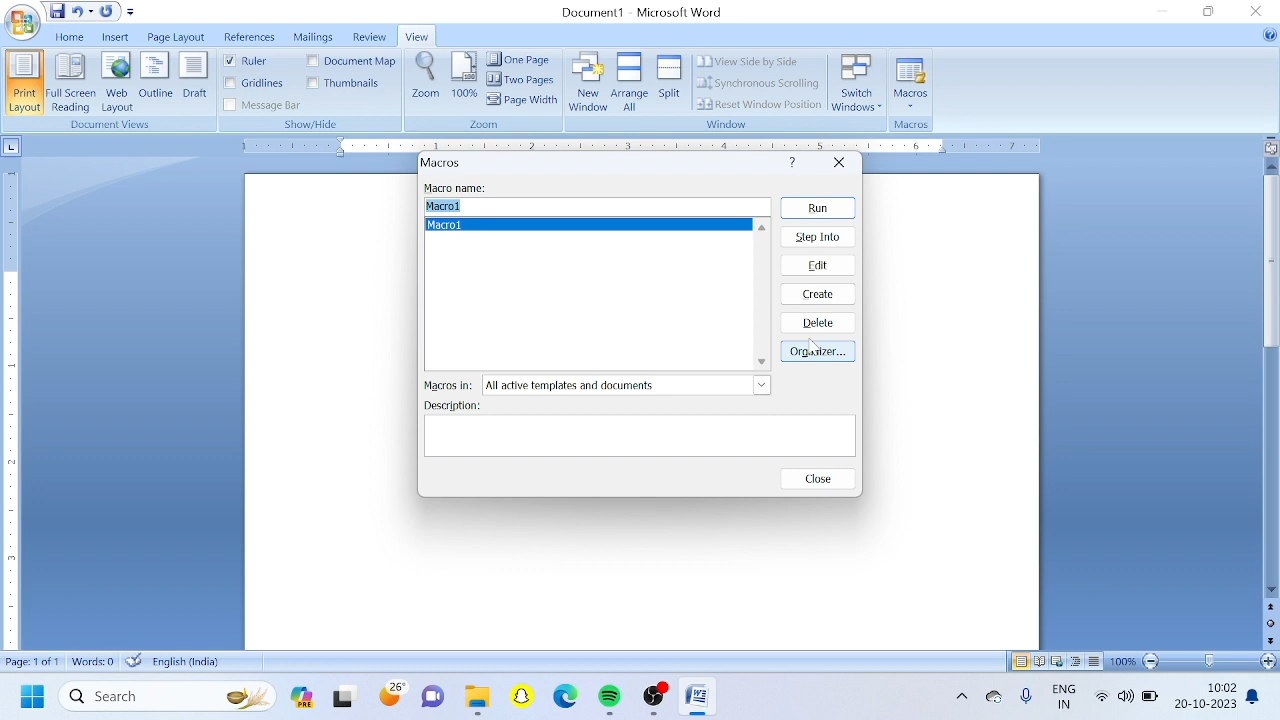 Document1 - Microsoft Word
Home Insert Page Layout References Mailings Review View
Print Layout
Full Screen Reading
Web Layout
Outline
Draft
Document Views
Ruler
Gridlines
Message Bar
Document Map
Thumbnails
Show/Hide
Zoom
100%
One Page
Two Pages
Page Width
Zoom
New Window
Arrange All
Split
View Side by Side
Synchronous Scrolling
Reset Window Position
Switch Windows
Window
Macros
Macros
Macros
?
Macro name:
Macro1
Macro1
Run
Step Into
Edit
Create
Delete
Organizer...
Macros in: All active templates and documents
Description:
Close
Page: 1 of 1 Words: 0 English (India) 100%
Search
PRE
26°
ENG
IN
10:02
20-10-2023